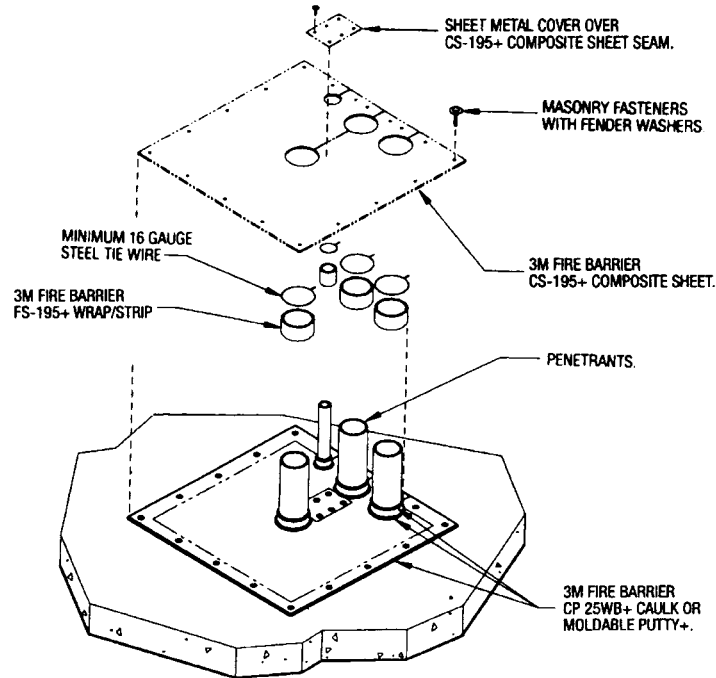 SHEET METAL COVER OVER
CS-195+ COMPOSITE SHEET SEAM.
MASONRY FASTENERS
WITH FENDER WASHERS
MINIMUM 16 GAUGE
STEEL TIE WIRE
3M FIRE BARRIER
CS-195+ COMPOSITE SHEET.
3M FIRE BARRIER
FS-195+ WRAP/STRIP
PENETRANTS.
3M FIRE BARRIER
CP 25WB+ CAULK OR
MOLDABLE PUTTY+.